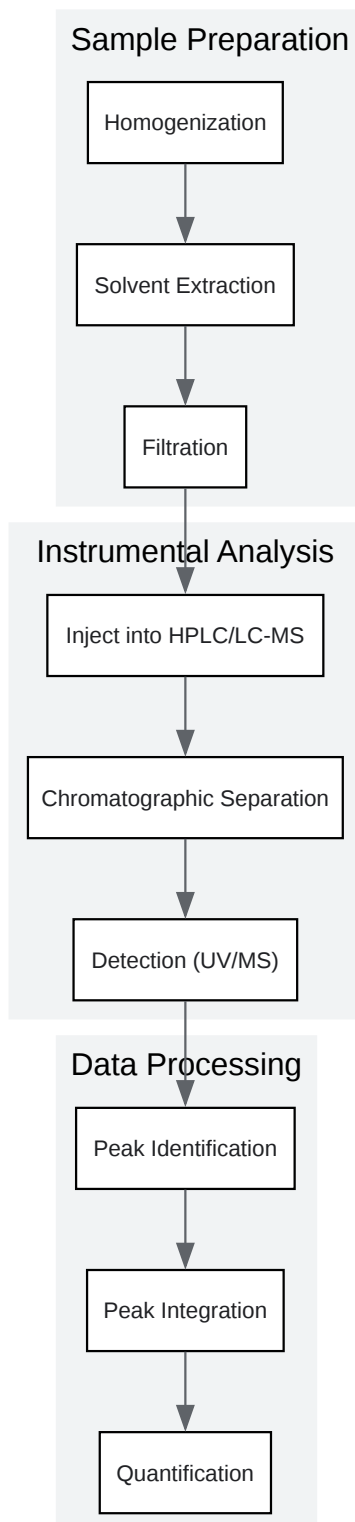 Sample Preparation
Homogenization
Solvent Extraction
Filtration
Instrumental Analysis
Inject into HPLC/LC-MS
Chromatographic Separation
Detection (UV/MS)
Data Processing
Peak Identification
Peak Integration
Quantification